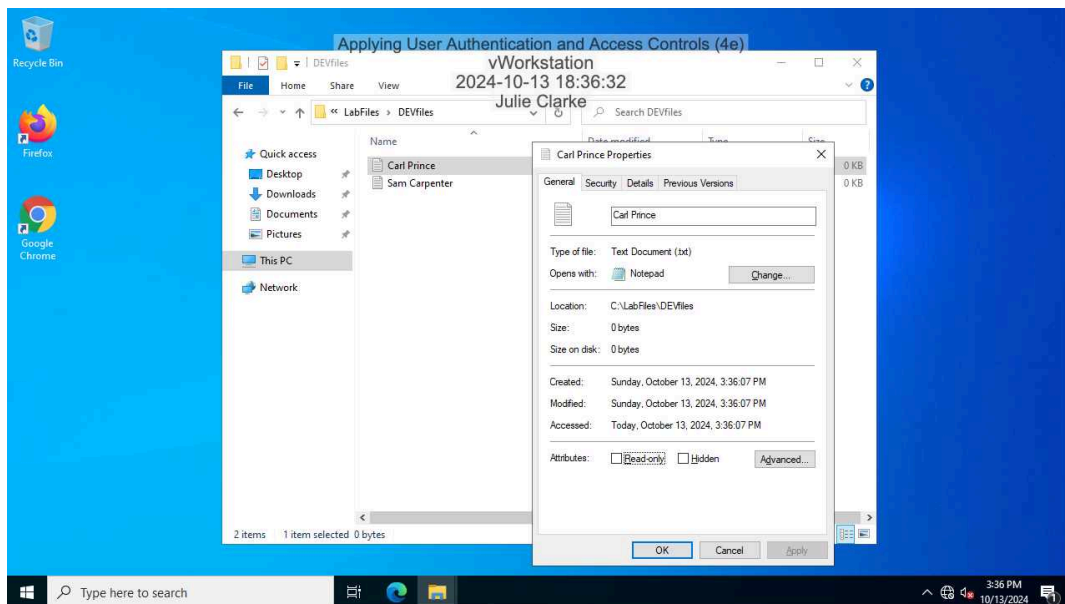 Recycle Bin
Firefox
Google
Chrome
Applying User Authentication and Access Controls (4e)
vWorkstation
2024-10-13 18:36:32
Julie Clarke
DEVfiles
File Home Share View
« LabFiles › DEVfiles
Search DEVfiles
Quick access
Desktop
Downloads
Documents
Pictures
This PC
Network
Name Date modified Type Size
Carl Prince 0 KB
Sam Carpenter 0 KB
2 items 1 item selected 0 bytes
Carl Prince Properties
General Security Details Previous Versions
Carl Prince
Type of file: Text Document (.txt)
Opens with: Notepad Change...
Location: C:\LabFiles\DEVfiles
Size: 0 bytes
Size on disk: 0 bytes
Created: Sunday, October 13, 2024, 3:36:07 PM
Modified: Sunday, October 13, 2024, 3:36:07 PM
Accessed: Today, October 13, 2024, 3:36:07 PM
Attributes: Read-only Hidden Advanced...
OK Cancel Apply
Type here to search
3:36 PM
10/13/2024
1